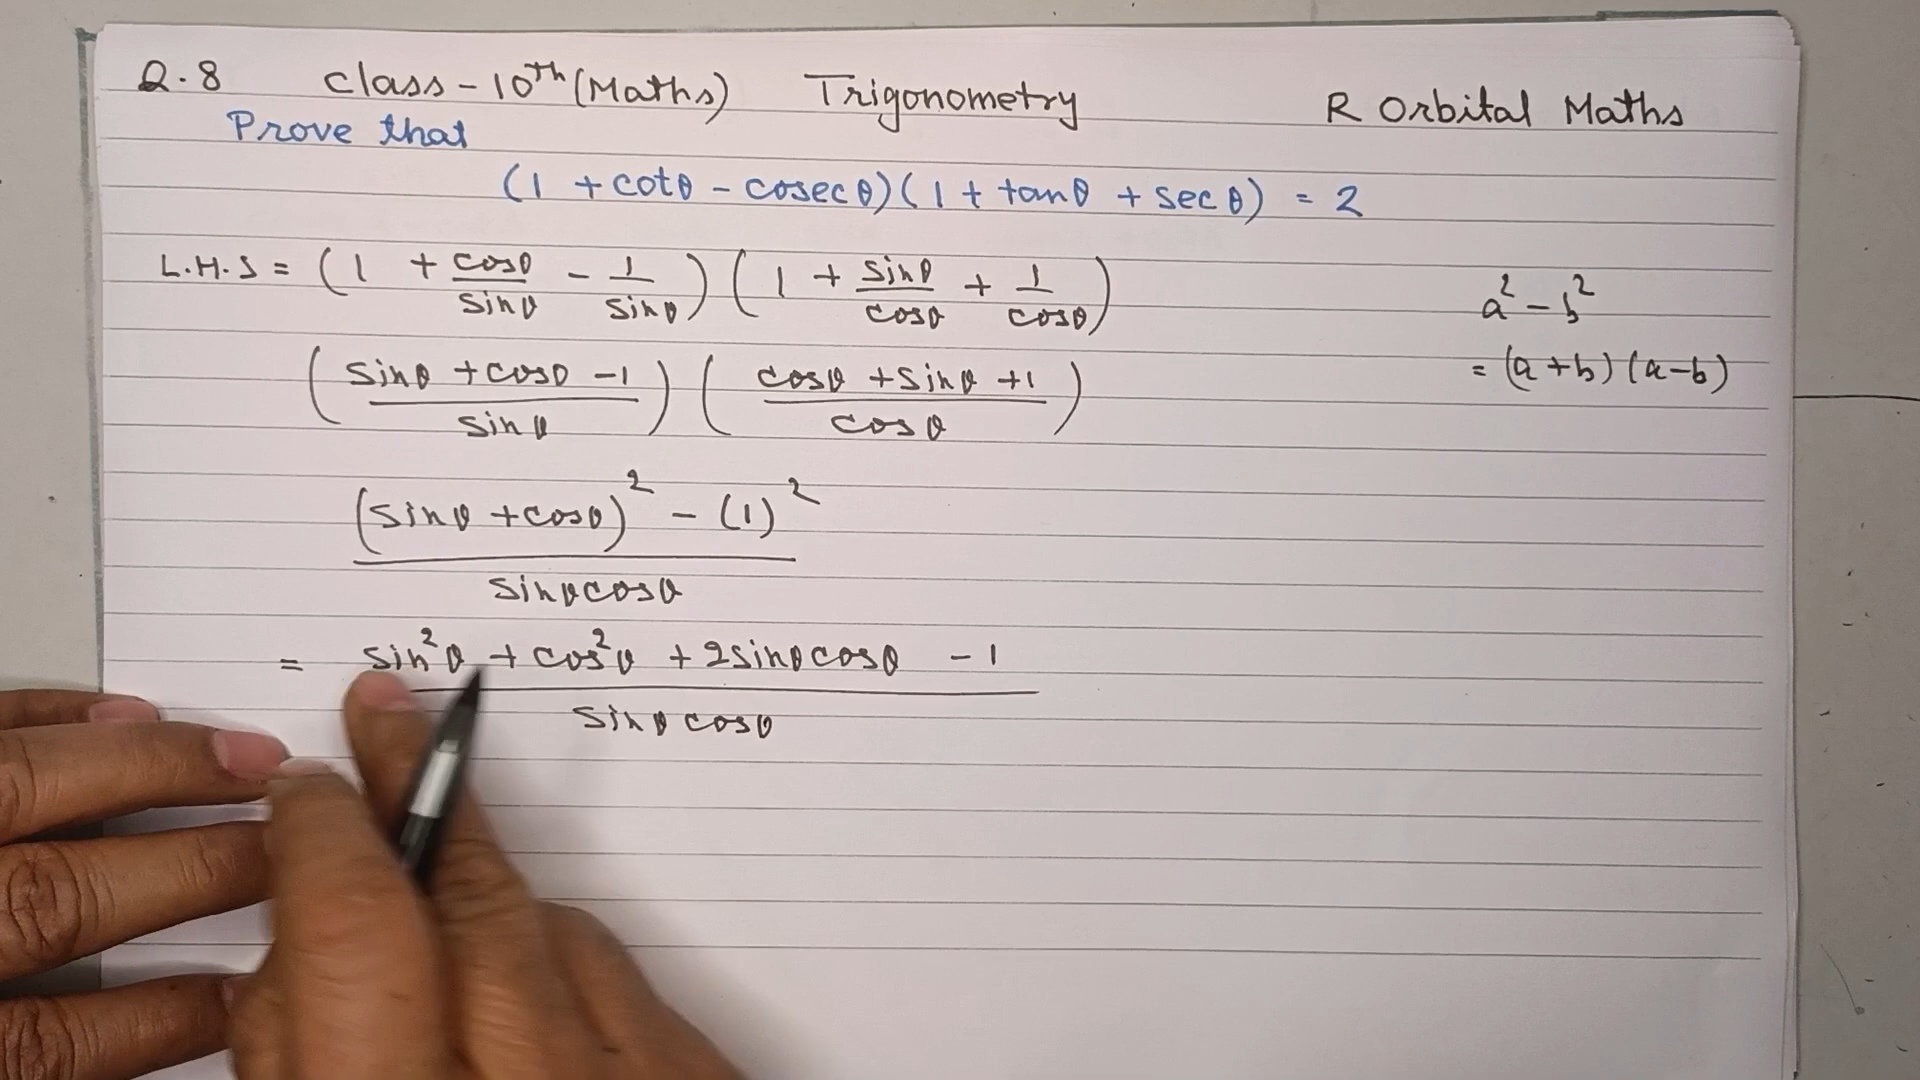 Q.8 Class-10th (Maths) Trigonometry R Orbital Maths
Prove that
(1 + cotθ - cosecθ)(1 + tanθ + secθ) = 2
L.H.S = (1 + cosθ/sinθ - 1/sinθ) (1 + sinθ/cosθ + 1/cosθ)
a² - b²
= (a+b)(a-b)
((sinθ + cosθ - 1)/sinθ) ((cosθ + sinθ + 1)/cosθ)
((sinθ + cosθ)² - (1)²)/(sinθcosθ)
= (sin²θ + cos²θ + 2sinθcosθ - 1)/(sinθcosθ)